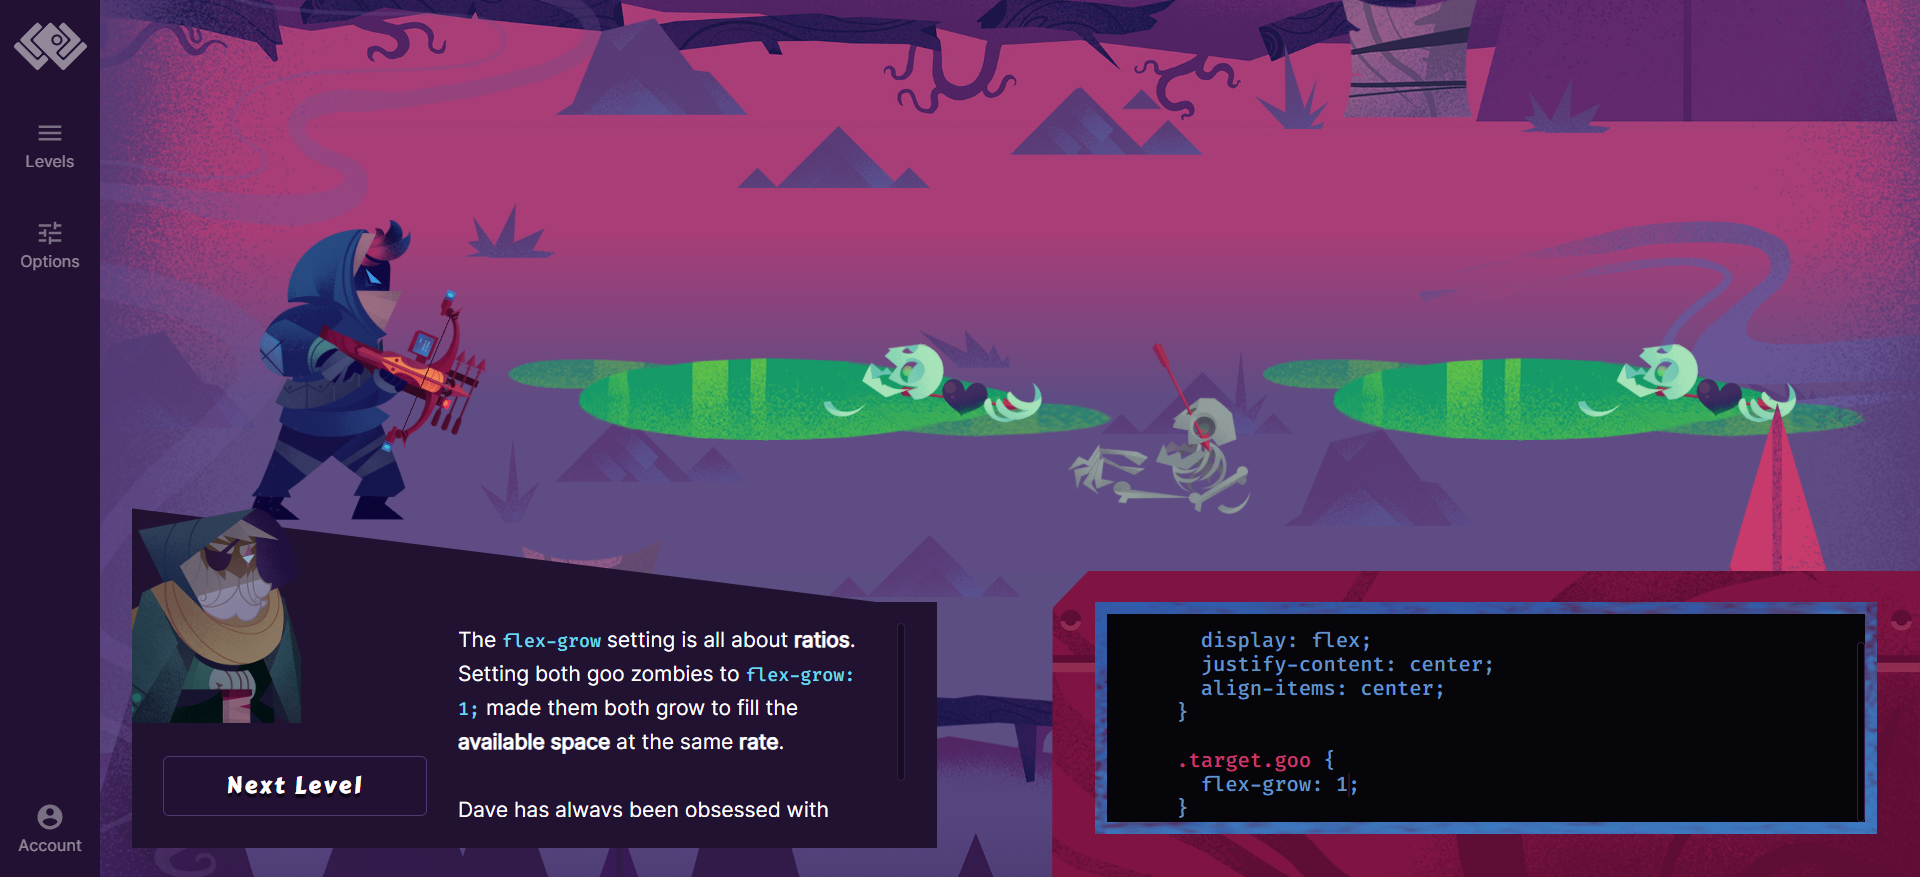 Levels
Options
Account
The flex-grow setting is all about ratios.
Setting both goo zombies to flex-grow:
1; made them both grow to fill the
available space at the same rate.
Dave has always been obsessed with
Next Level
display: flex;
justify-content: center;
align-items: center;
}
.target.goo {
flex-grow: 1;
}